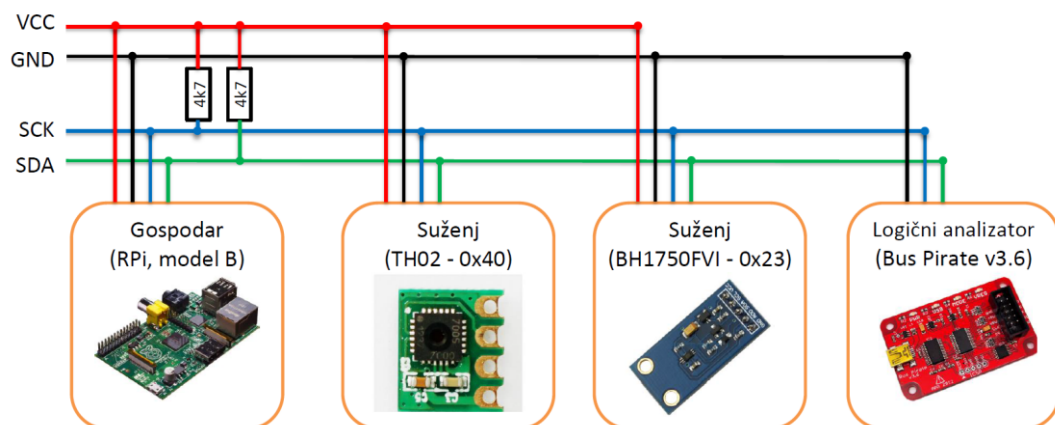 VCC
GND
4k7
4k7
SCK
SDA
Gospodar
(RPi, model B)
Suženj
(TH02 - 0x40)
Suženj
(BH1750FVI - 0x23)
Logični analizator
(Bus Pirate v3.6)